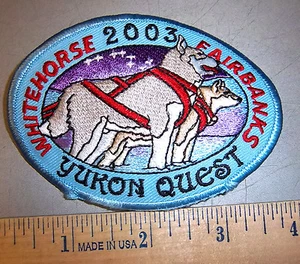 WHITEHORSE 2003 FAIRBANKS
YUKON QUEST
1 MADE IN USA 2 3 4